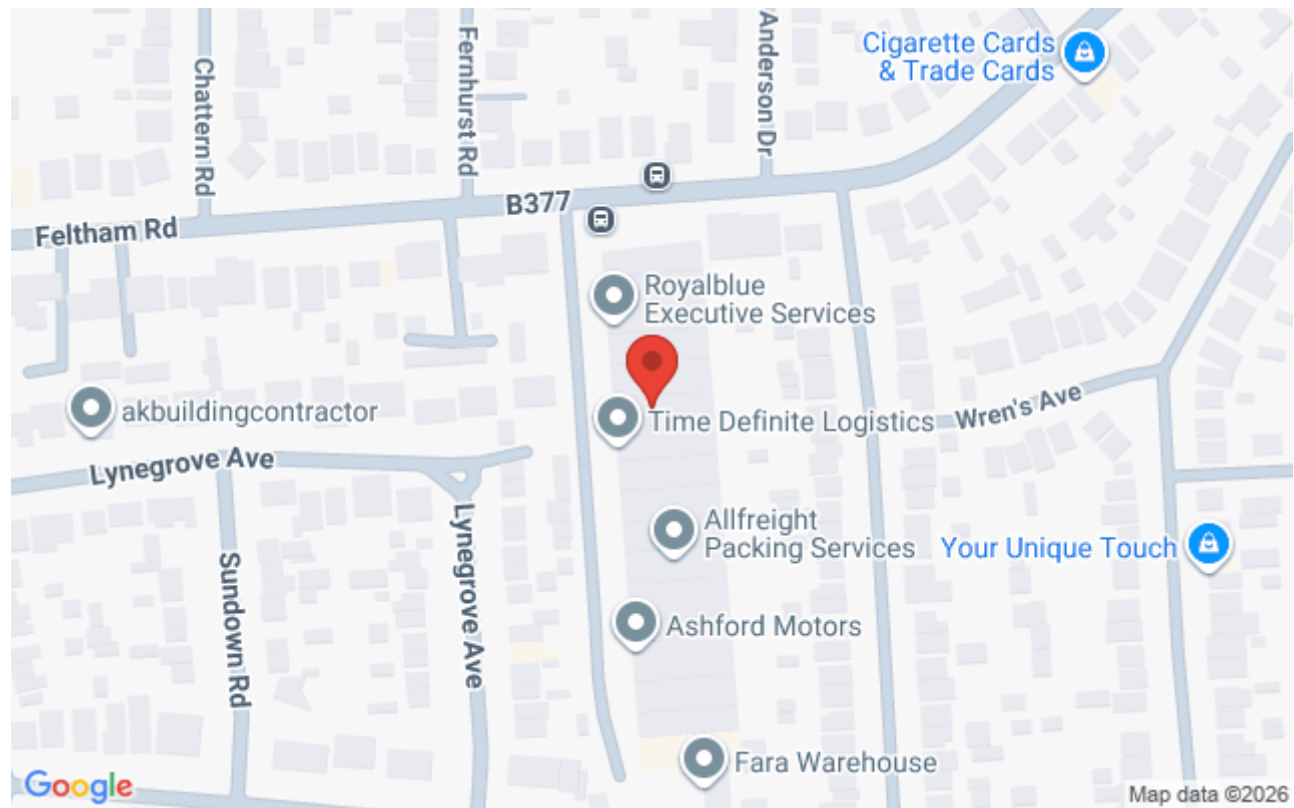 Cigarette Cards
& Trade Cards
Chattern Rd
Fernhurst Rd
Anderson Dr
B377
Feltham Rd
Royalblue
Executive Services
akbuildingcontractor
Time Definite Logistics
Wren's Ave
Lynegrove Ave
Allfreight
Packing Services
Your Unique Touch
Sundown Rd
Lynegrove Ave
Ashford Motors
Fara Warehouse
Google
Map data ©2026